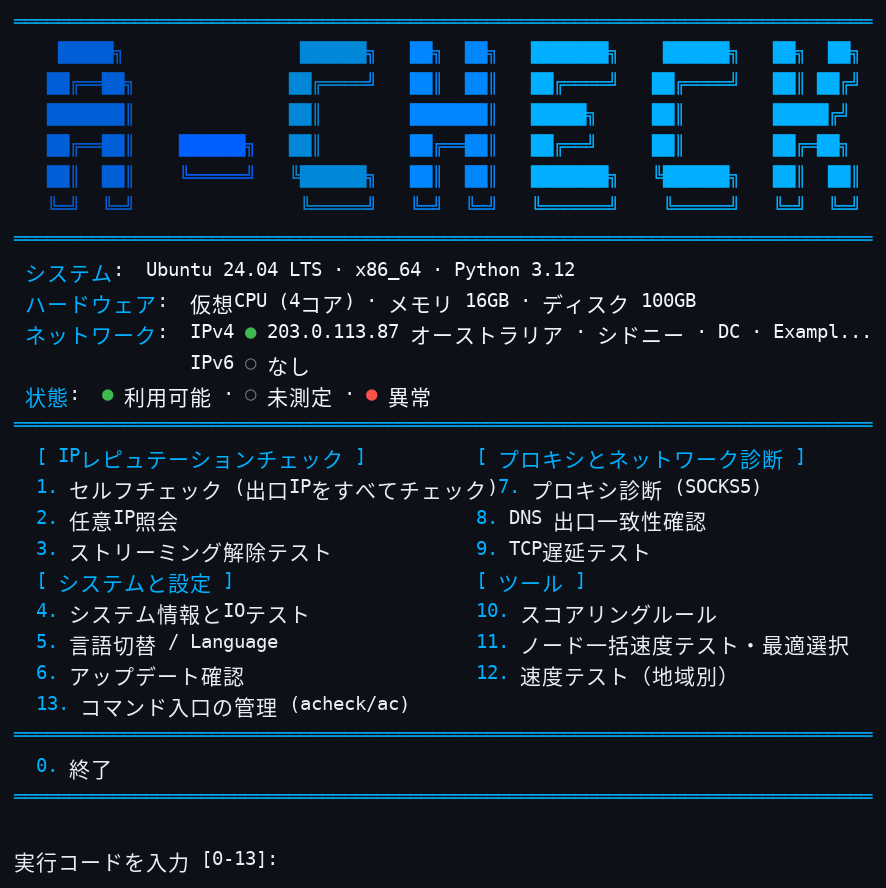 A-CHECK
システム: Ubuntu 24.04 LTS · x86_64 · Python 3.12
ハードウェア: 仮想CPU (4コア) · メモリ 16GB · ディスク 100GB
ネットワーク: IPv4 ● 203.0.113.87 オーストラリア · シドニー · DC · Exampl...
IPv6 ○ なし
状態: ● 利用可能 · ○ 未測定 · ● 異常
[ IPレピュテーションチェック ] [ プロキシとネットワーク診断 ]
1. セルフチェック (出口IPをすべてチェック)7. プロキシ診断 (SOCKS5)
2. 任意IP照会 8. DNS 出口一致性確認
3. ストリーミング解除テスト 9. TCP遅延テスト
[ システムと設定 ] [ ツール ]
4. システム情報とIOテスト 10. スコアリングルール
5. 言語切替 / Language 11. ノード一括速度テスト・最適選択
6. アップデート確認 12. 速度テスト（地域別）
13. コマンド入口の管理 (acheck/ac)
0. 終了
実行コードを入力 [0-13]: